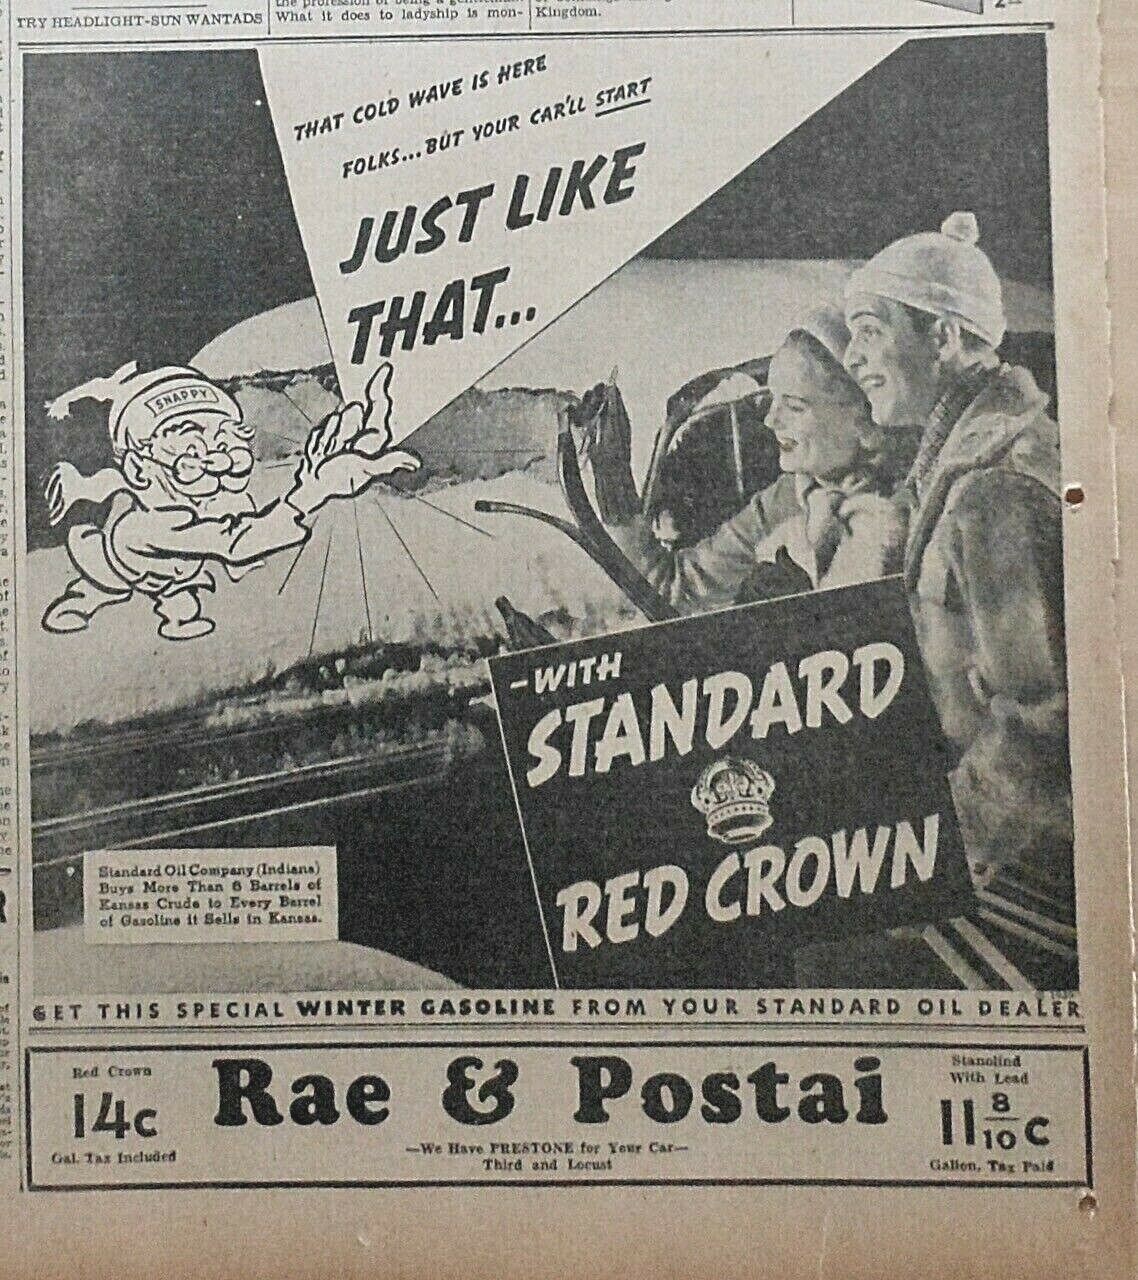 TRY HEADLIGHT-SUN WANTADS
What it does to ladyship is mon-
Kingdom.
THAT COLD WAVE IS HERE
FOLKS...BUT YOUR CAR'LL START
JUST LIKE
THAT...
SNAPPY
-WITH
STANDARD
RED CROWN
Standard Oil Company (Indiana)
Buys More Than 6 Barrels of
Kansas Crude to Every Barrel
of Gasoline it Sells in Kansas.
GET THIS SPECIAL WINTER GASOLINE FROM YOUR STANDARD OIL DEALER
Red Crown
14c
Gal. Tax Included
Rae & Postai
—We Have PRESTONE for Your Car—
Third and Locust
Stanolind
With Lead
11 8/10 c
Gallon, Tax Paid